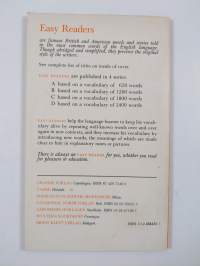 Easy Readers
are famous British and American novels and stories told
in the most common words of the English language.
Though abridged and simplified, they preserve the original
style of the authors.
See complete list of titles on inside of cover.
EASY READERS are published in 4 series.
A based on a vocabulary of 650 words
B based on a vocabulary of 1200 words
C based on a vocabulary of 1800 words
D based on a vocabulary of 2400 words
EASY READERS help the language learner to keep his vocabu-
lary alive by repeating well-known words over and over
again in new contexts, and they increase his vocabulary by
introducing new words, the meanings of which are made
clear to him in explanatory notes or pictures.
There is always an EASY READER for you, whether you read
for pleasure or education.